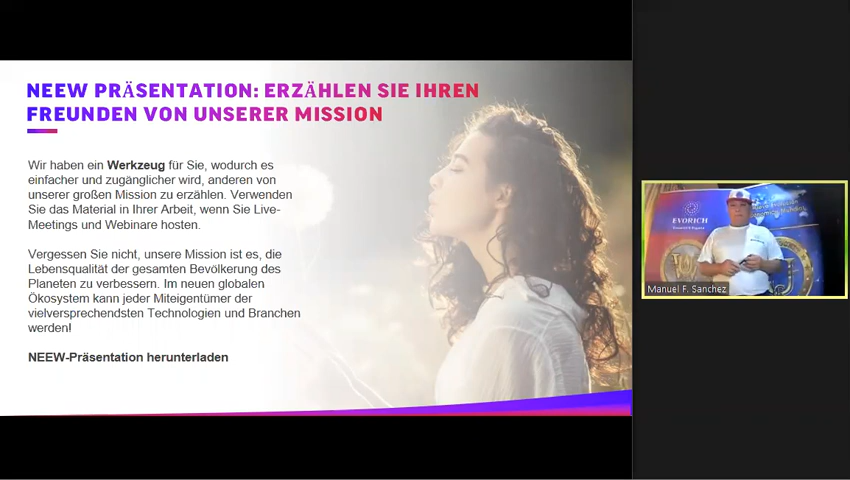 NEEW PRÄSENTATION: ERZÄHLEN SIE IHREN
FREUNDEN VON UNSERER MISSION
Wir haben ein Werkzeug für Sie, wodurch es
einfacher und zugänglicher wird, anderen von
unserer großen Mission zu erzählen. Verwenden
Sie das Material in Ihrer Arbeit, wenn Sie Live-
Meetings und Webinare hosten.
Vergessen Sie nicht, unsere Mission ist es, die
Lebensqualität der gesamten Bevölkerung des
Planeten zu verbessern. Im neuen globalen
Ökosystem kann jeder Miteigentümer der
vielversprechendsten Technologien und Branchen
werden!
NEEW-Präsentation herunterladen
EVORICH
Manuel F. Sanchez